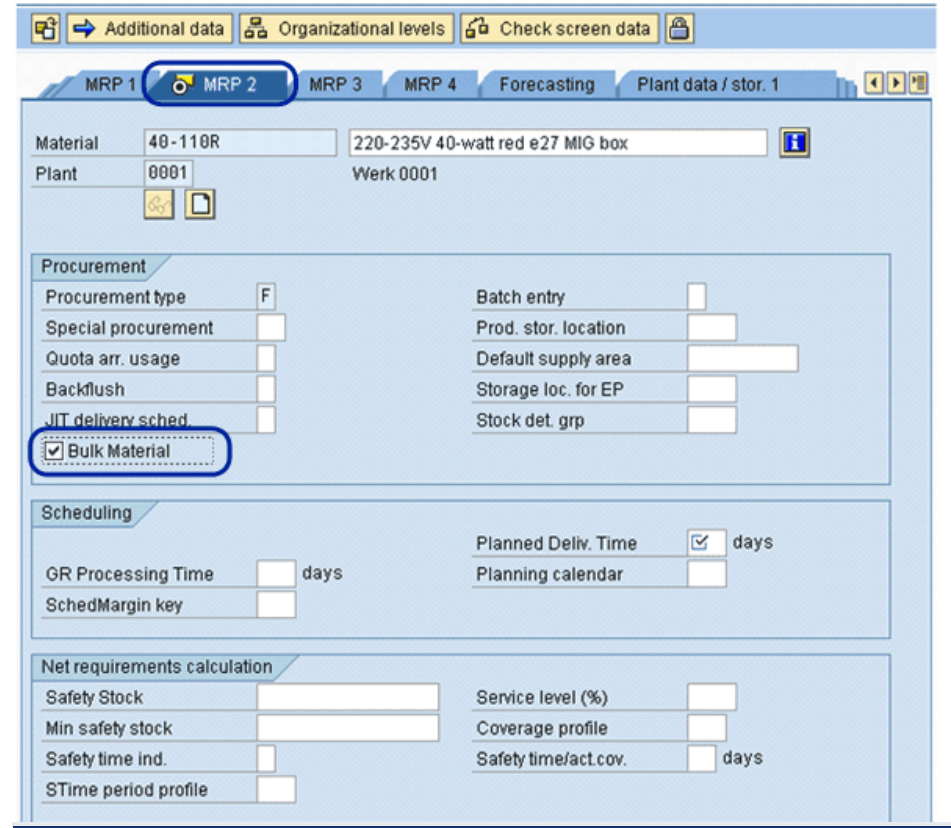 Additional data Organizational levels Check screen data
MRP 1 MRP 2 MRP 3 MRP 4 Forecasting Plant data / stor. 1
Material 40-110R 220-235V 40-watt red e27 MIG box
Plant 0001 Werk 0001
Procurement
Procurement type F Batch entry
Special procurement Prod. stor. location
Quota arr. usage Default supply area
Backflush Storage loc. for EP
JIT delivery sched. Stock det. grp
Bulk Material
Scheduling
Planned Deliv. Time days
GR Processing Time days Planning calendar
SchedMargin key
Net requirements calculation
Safety Stock Service level (%)
Min safety stock Coverage profile
Safety time ind. Safety time/act.cov. days
STime period profile